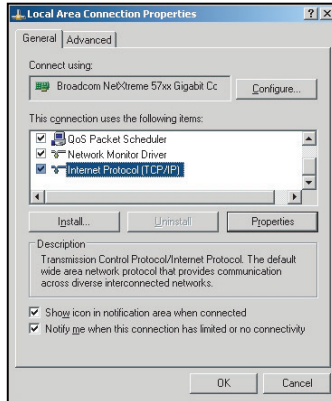 Local Area Connection Properties
General
Advanced
Connect using:
Broadcom NetXtreme 57xx Gigabit Cc
Configure...
This connection uses the following items:
QoS Packet Scheduler
Network Monitor Driver
Internet Protocol (TCP/IP)
Install...
Uninstall
Properties
Description
Transmission Control Protocol/Internet Protocol. The default
wide area network protocol that provides communication
across diverse interconnected networks.
Show icon in notification area when connected
Notify me when this connection has limited or no connectivity
OK
Cancel